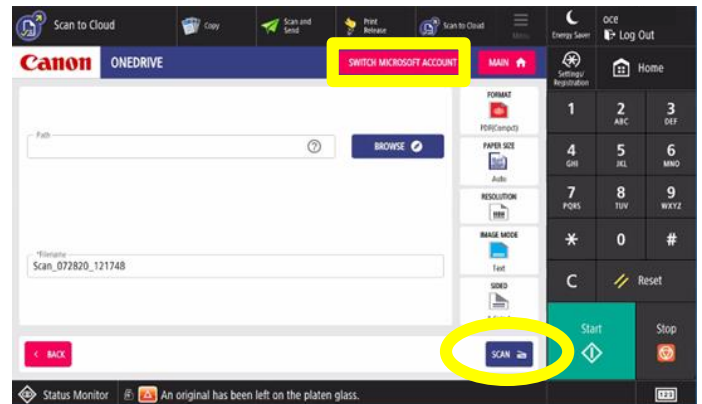 Scan to Cloud
Copy
Scan and Send
Print Release
Scan to Cloud
Menu
Energy Saver
oce
Log Out
Canon
ONEDRIVE
SWITCH MICROSOFT ACCOUNT
MAIN
Settings/ Registration
Home
Path
BROWSE
FORMAT
PDF(Compct)
PAPER SIZE
Auto
RESOLUTION
IMAGE MODE
Text
SIDED
*Filename
Scan_072820_121748
1
2 ABC
3 DEF
4 GHI
5 JKL
6 MNO
7 PQRS
8 TUV
9 WXYZ
* 0 #
C
Reset
Start
Stop
BACK
SCAN
Status Monitor
An original has been left on the platen glass.
123